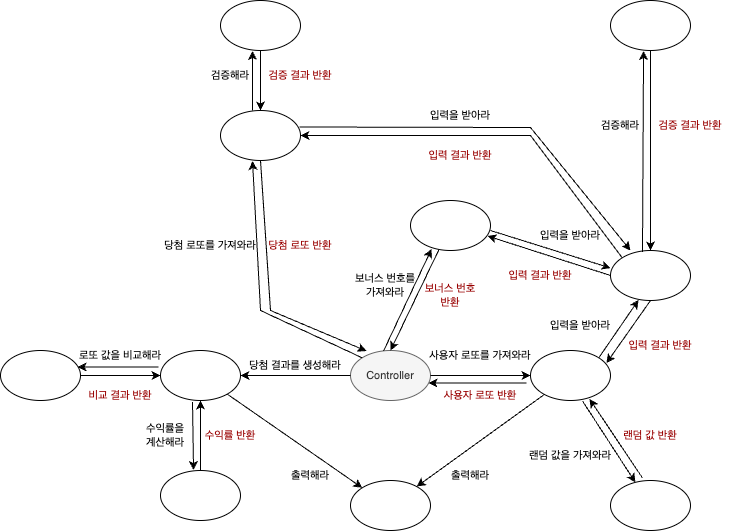 검증해라
검증 결과 반환
검증해라
검증 결과 반환
입력을 받아라
입력 결과 반환
당첨 로또를 가져와라
당첨 로또 반환
입력을 받아라
입력 결과 반환
보너스 번호를
가져와라
보너스 번호
반환
입력을 받아라
입력 결과 반환
로또 값을 비교해라
비교 결과 반환
당첨 결과를 생성해라
Controller
사용자 로또를 가져와라
사용자 로또 반환
수익률을
계산해라
수익률 반환
랜덤 값 반환
랜덤 값을 가져와라
출력해라
출력해라